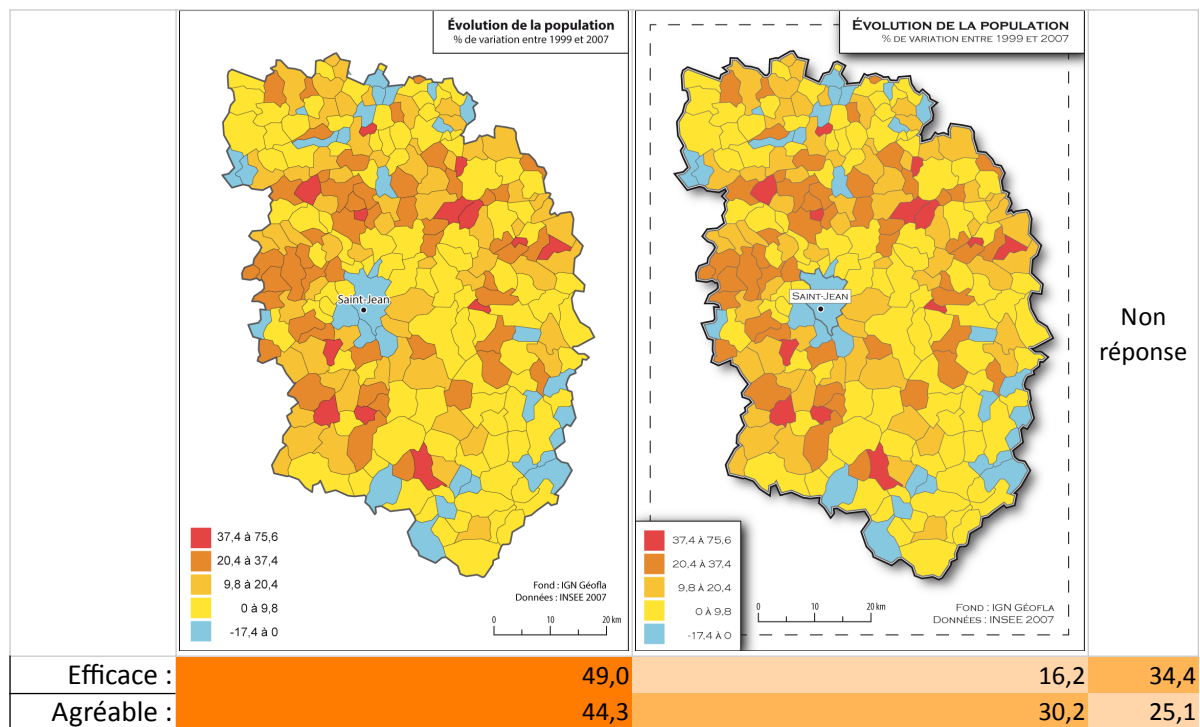 Évolution de la population
% de variation entre 1999 et 2007
Saint-Jean
37,4 à 75,6
20,4 à 37,4
9,8 à 20,4
0 à 9,8
-17,4 à 0
Fond : IGN Géofla
Données : INSEE 2007
0 10 20 km
ÉVOLUTION DE LA POPULATION
% DE VARIATION ENTRE 1999 ET 2007
SAINT-JEAN
37,4 à 75,6
20,4 à 37,4
9,8 à 20,4
0 à 9,8
-17,4 à 0
0 10 20 km
FOND : IGN GÉOFLA
DONNÉES : INSEE 2007
Non
réponse
Efficace : 49,0 16,2 34,4
Agréable : 44,3 30,2 25,1